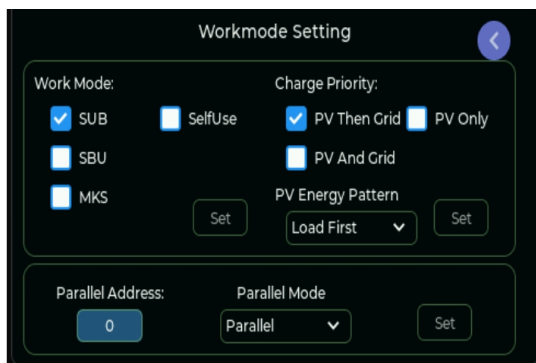 Workmode Setting
Work Mode:
SUB
SelfUse
SBU
MKS
Set
Charge Priority:
PV Then Grid
PV Only
PV And Grid
PV Energy Pattern
Load First
Set
Parallel Address:
0
Parallel Mode
Parallel
Set